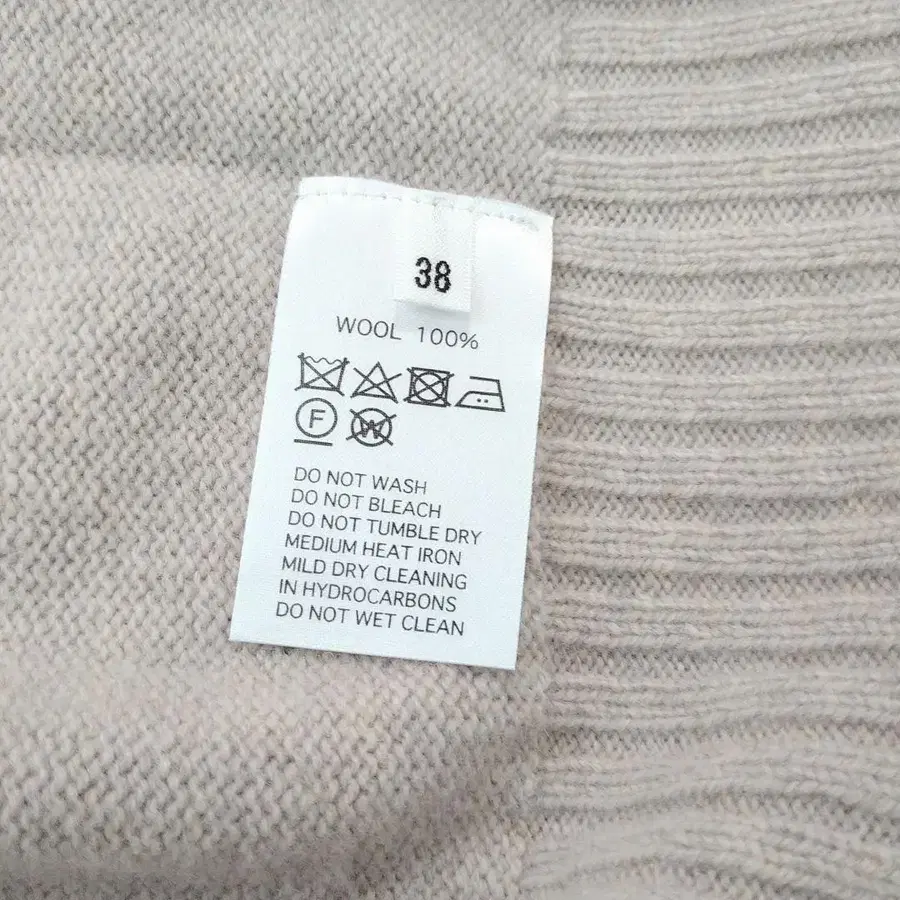 38
WOOL 100%
F W
DO NOT WASH
DO NOT BLEACH
DO NOT TUMBLE DRY
MEDIUM HEAT IRON
MILD DRY CLEANING
IN HYDROCARBONS
DO NOT WET CLEAN